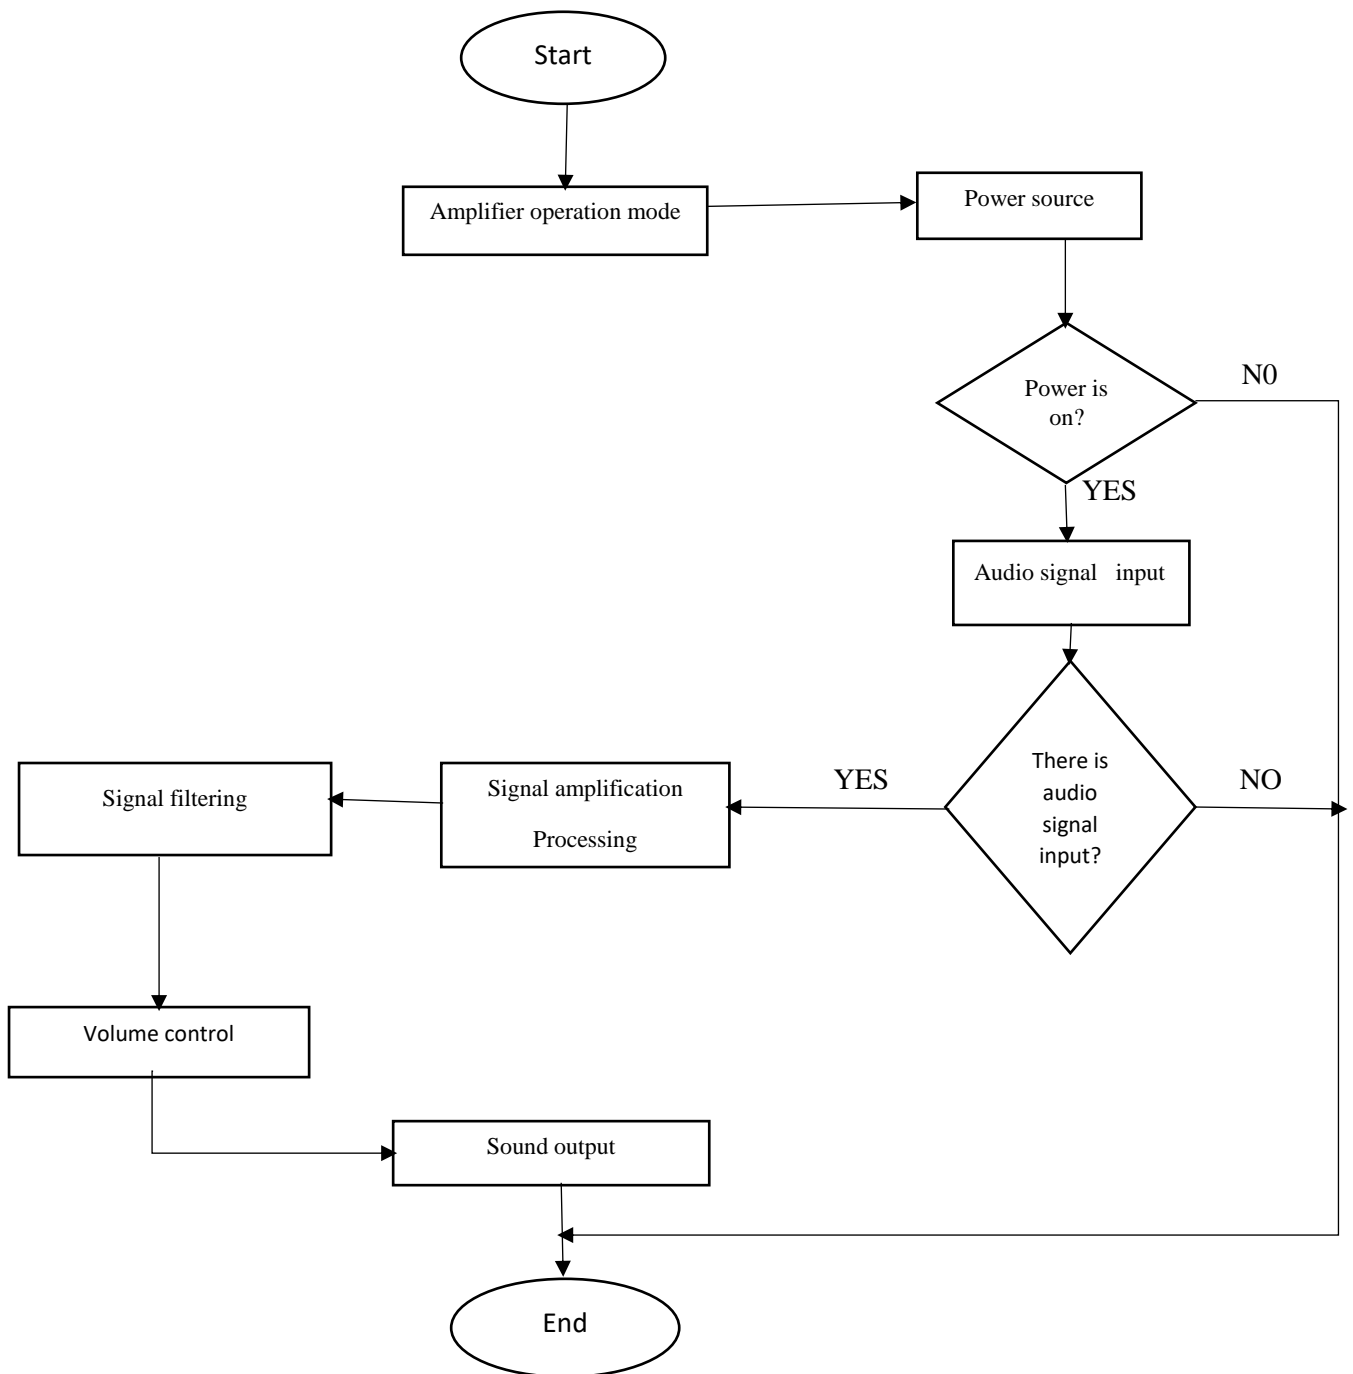 Start
Amplifier operation mode
Power source
Power is
on?
N0
YES
Audio signal input
There is
audio
signal
input?
NO
YES
Signal amplification
Processing
Signal filtering
Volume control
Sound output
End